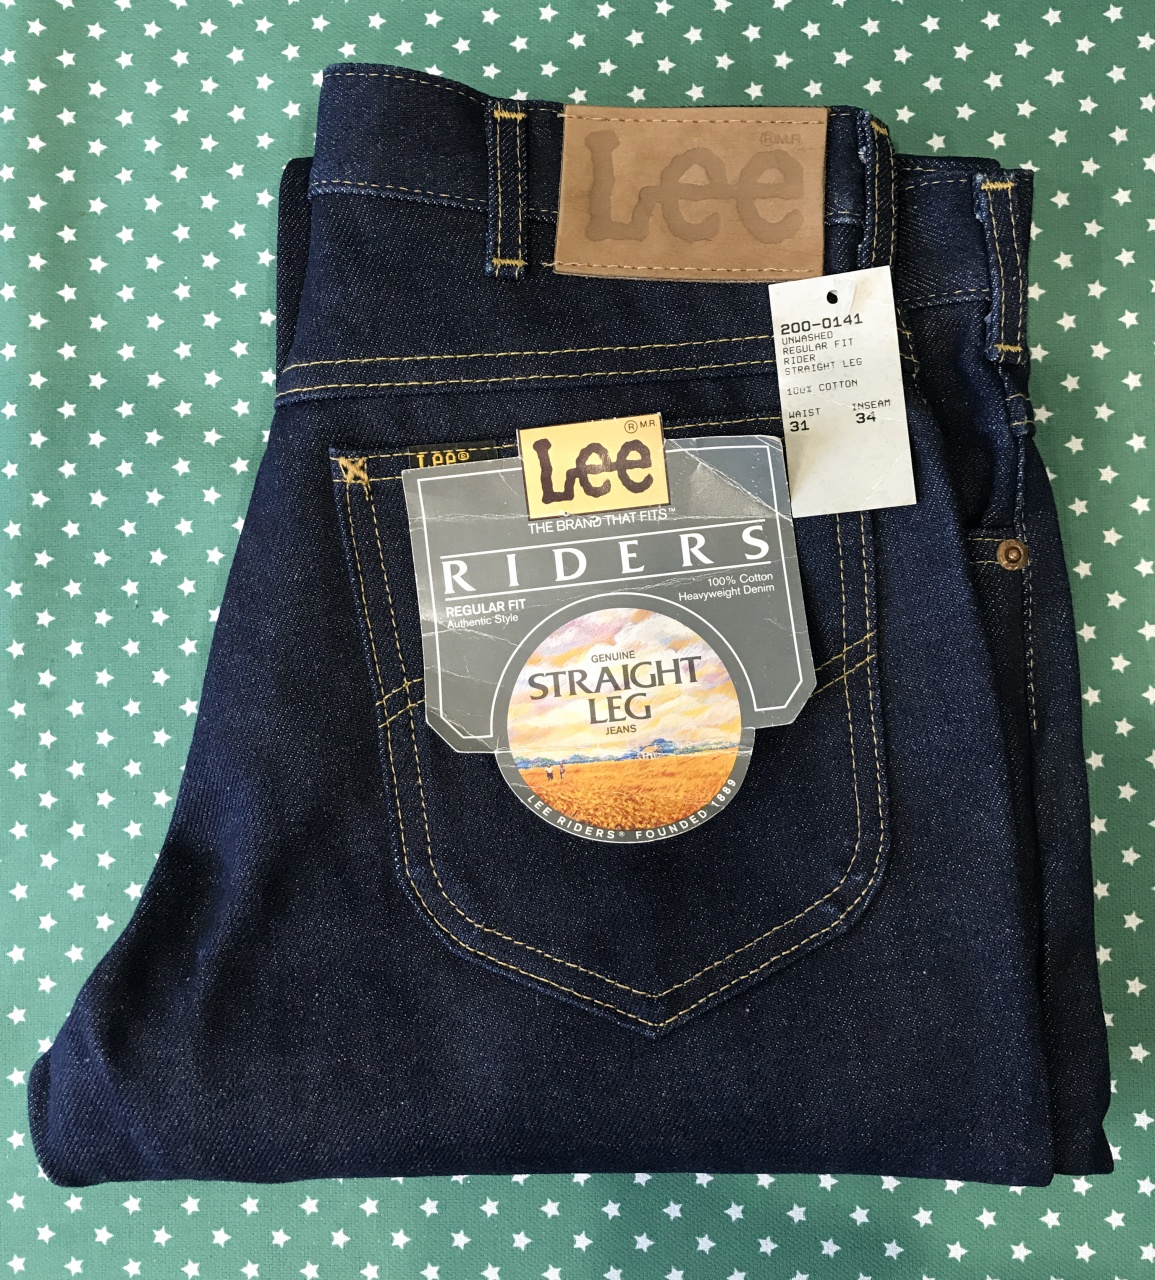 Lee ® M.R.
200-0141
UNWASHED
REGULAR FIT
RIDER
STRAIGHT LEG
100% COTTON
WAIST INSEAM
31 34
Lee®
Lee ® M.R.
THE BRAND THAT FITS™
RIDERS
REGULAR FIT
Authentic Style
100% Cotton
Heavyweight Denim
GENUINE
STRAIGHT
LEG
JEANS
LEE RIDERS® FOUNDED 1889